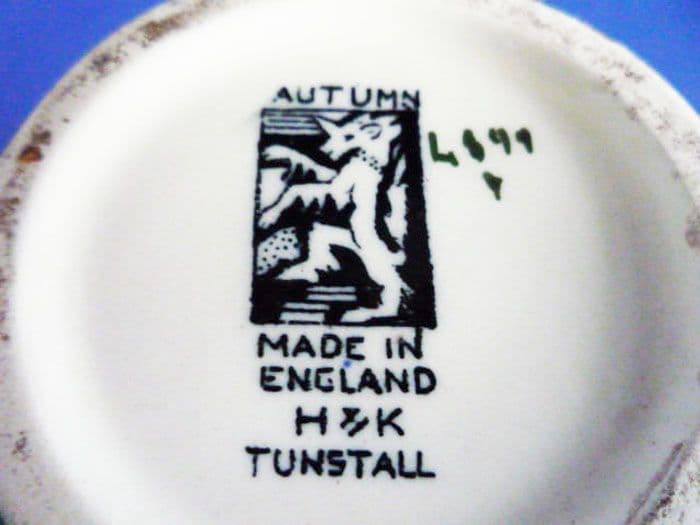 AUTUMN
MADE IN
ENGLAND
H & K
TUNSTALL